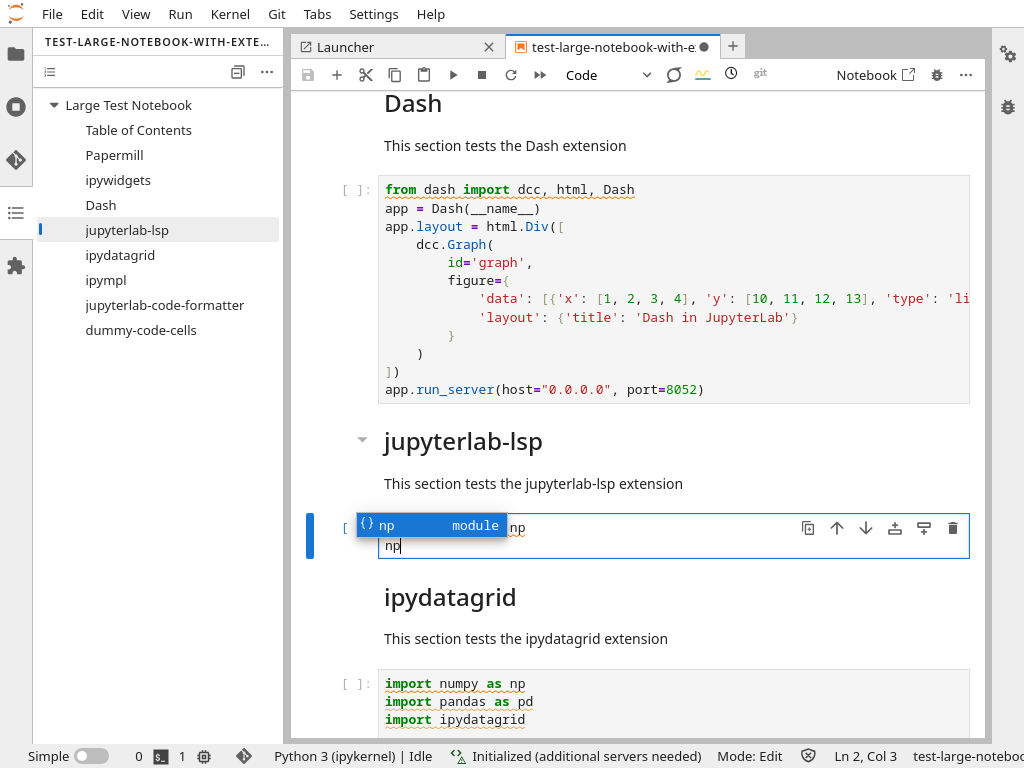 File Edit View Run Kernel Git Tabs Settings Help
TEST-LARGE-NOTEBOOK-WITH-EXTE…
Large Test Notebook
Table of Contents
Papermill
ipywidgets
Dash
jupyterlab-lsp
ipydatagrid
ipympl
jupyterlab-code-formatter
dummy-code-cells
Launcher
test-large-notebook-with-e
Code
git
Notebook
Dash
This section tests the Dash extension
[ ]:
from dash import dcc, html, Dash
app = Dash(__name__)
app.layout = html.Div([
dcc.Graph(
id='graph',
figure={
'data': [{'x': [1, 2, 3, 4], 'y': [10, 11, 12, 13], 'type': 'li
'layout': {'title': 'Dash in JupyterLab'}
}
)
])
app.run_server(host="0.0.0.0", port=8052)
jupyterlab-lsp
This section tests the jupyterlab-lsp extension
[
np
{} np module
np
ipydatagrid
This section tests the ipydatagrid extension
[ ]:
import numpy as np
import pandas as pd
import ipydatagrid
Simple 0 $_ 1 Python 3 (ipykernel) | Idle Initialized (additional servers needed) Mode: Edit Ln 2, Col 3 test-large-noteboo